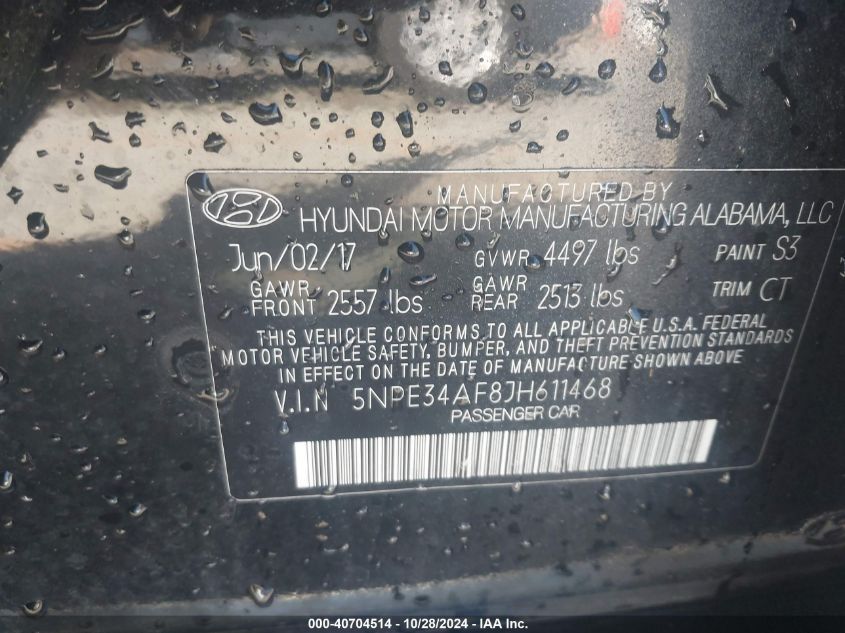 MANUFACTURED BY
HYUNDAI MOTOR MANUFACTURING ALABAMA, LLC
Jun/02/17 GVWR 4497 lbs PAINT S3
GAWR FRONT 2557 lbs GAWR REAR 2513 lbs TRIM CT
THIS VEHICLE CONFORMS TO ALL APPLICABLE U.S.A. FEDERAL
MOTOR VEHICLE SAFETY, BUMPER, AND THEFT PREVENTION STANDARDS
IN EFFECT ON THE DATE OF MANUFACTURE SHOWN ABOVE
V.I.N 5NPE34AF8JH611468
PASSENGER CAR
000-40704514 - 10/28/2024 - IAA Inc.